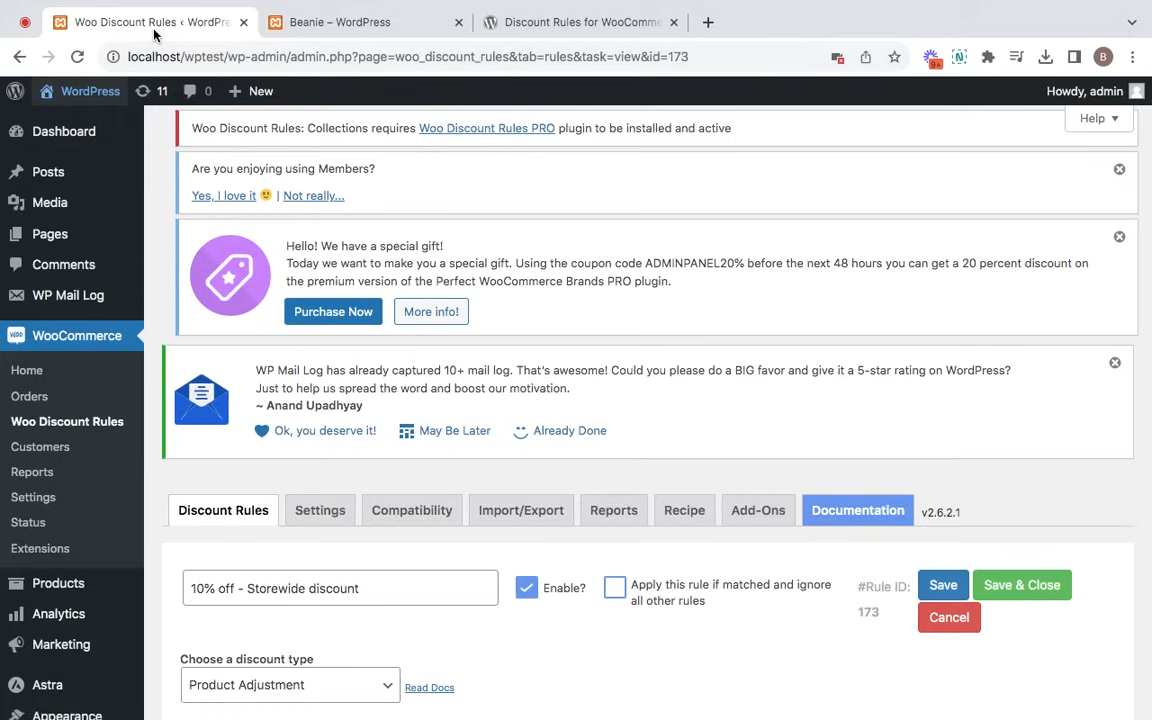 Woo Discount Rules ‹ WordPre
Beanie – WordPress
Discount Rules for WooComme
localhost/wptest/wp-admin/admin.php?page=woo_discount_rules&tab=rules&task=view&id=173
9+
N
B
WordPress
11
0
New
Howdy, admin
Help
Dashboard
Posts
Media
Pages
Comments
WP Mail Log
WooCommerce
Home
Orders
Woo Discount Rules
Customers
Reports
Settings
Status
Extensions
Products
Analytics
Marketing
Astra
Appearance
Woo Discount Rules: Collections requires Woo Discount Rules PRO plugin to be installed and active
Are you enjoying using Members?
Yes, I love it 🙂 | Not really...
Hello! We have a special gift!
Today we want to make you a special gift. Using the coupon code ADMINPANEL20% before the next 48 hours you can get a 20 percent discount on
the premium version of the Perfect WooCommerce Brands PRO plugin.
Purchase Now
More info!
WP Mail Log has already captured 10+ mail log. That's awesome! Could you please do a BIG favor and give it a 5-star rating on WordPress?
Just to help us spread the word and boost our motivation.
~ Anand Upadhyay
Ok, you deserve it!
May Be Later
Already Done
Discount Rules
Settings
Compatibility
Import/Export
Reports
Recipe
Add-Ons
Documentation
v2.6.2.1
10% off - Storewide discount
Enable?
Apply this rule if matched and ignore
all other rules
#Rule ID:
173
Save
Save & Close
Cancel
Choose a discount type
Product Adjustment
Read Docs